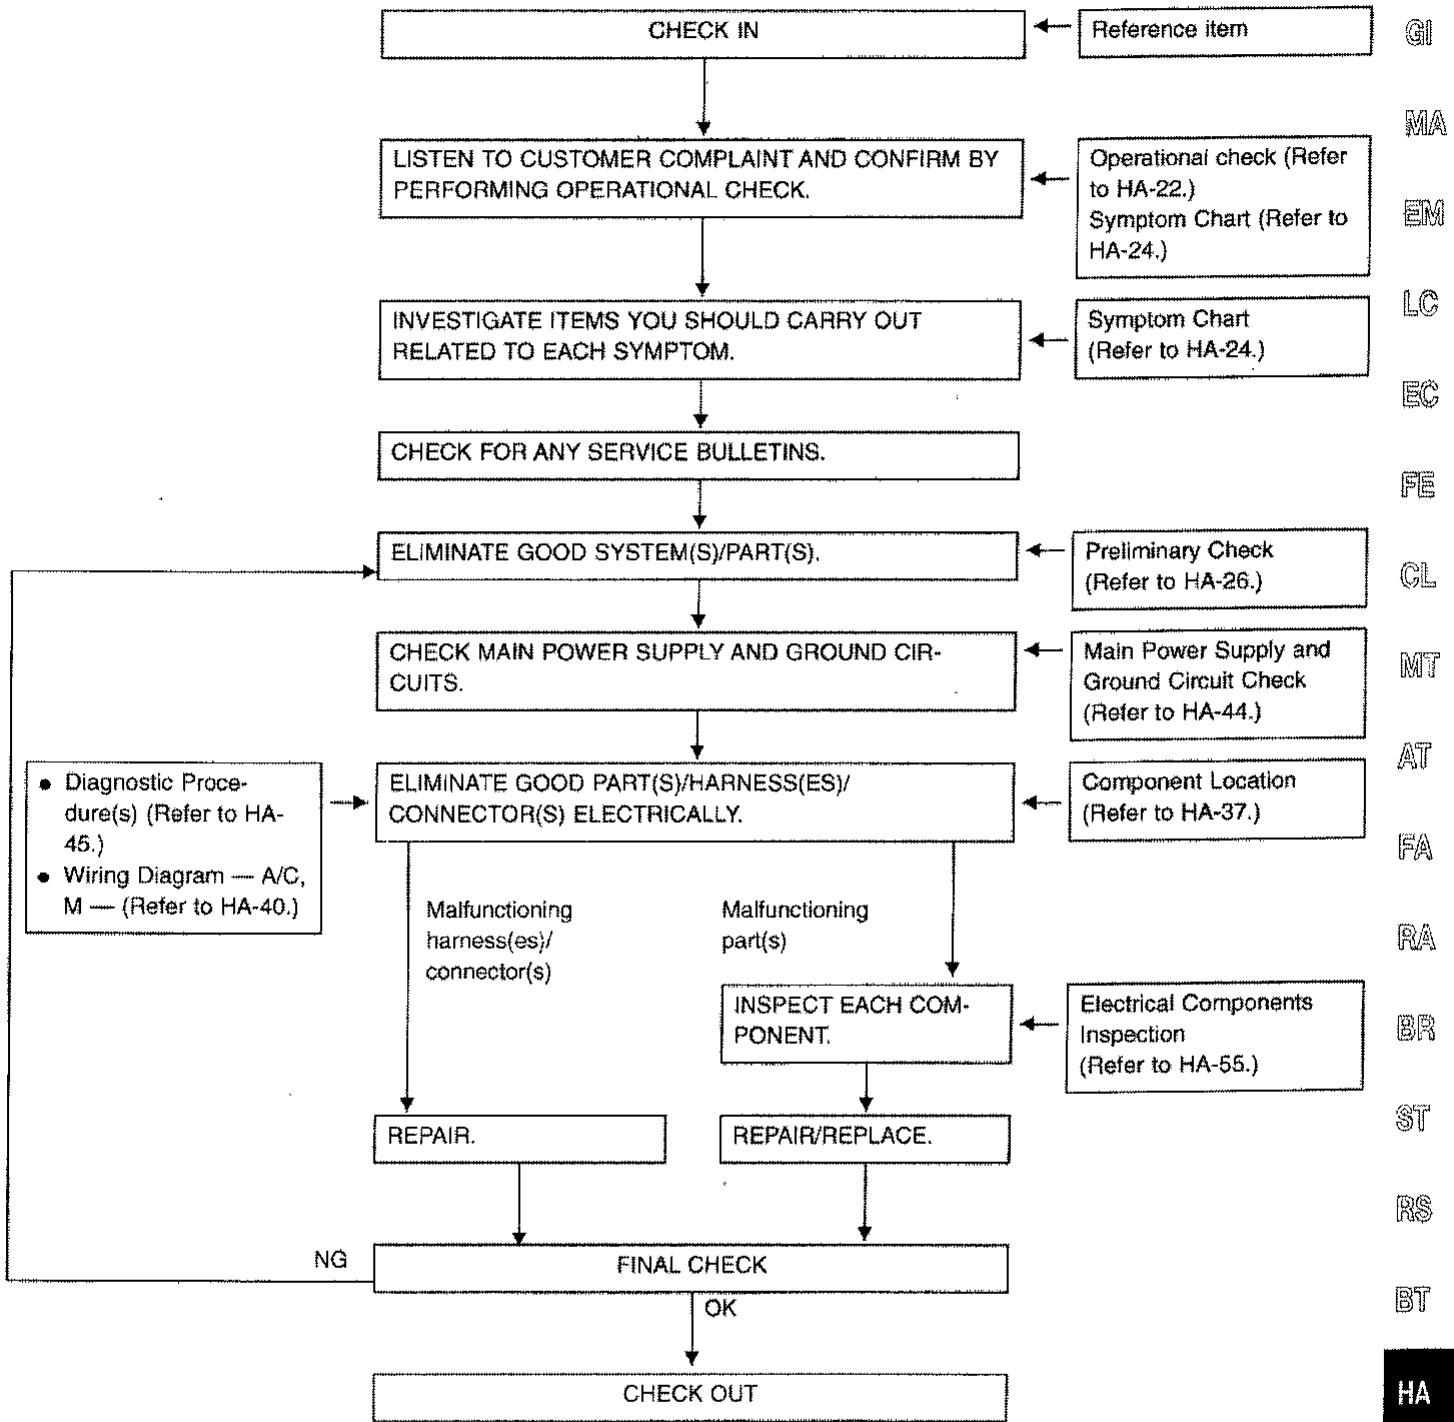 CHECK IN
Reference item
LISTEN TO CUSTOMER COMPLAINT AND CONFIRM BY
PERFORMING OPERATIONAL CHECK.
Operational check (Refer
to HA-22.)
Symptom Chart (Refer to
HA-24.)
INVESTIGATE ITEMS YOU SHOULD CARRY OUT
RELATED TO EACH SYMPTOM.
Symptom Chart
(Refer to HA-24.)
CHECK FOR ANY SERVICE BULLETINS.
ELIMINATE GOOD SYSTEM(S)/PART(S).
Preliminary Check
(Refer to HA-26.)
CHECK MAIN POWER SUPPLY AND GROUND CIR-
CUITS.
Main Power Supply and
Ground Circuit Check
(Refer to HA-44.)
● Diagnostic Proce-
dure(s) (Refer to HA-
45.)
● Wiring Diagram — A/C,
M — (Refer to HA-40.)
ELIMINATE GOOD PART(S)/HARNESS(ES)/
CONNECTOR(S) ELECTRICALLY.
Component Location
(Refer to HA-37.)
Malfunctioning
harness(es)/
connector(s)
Malfunctioning
part(s)
INSPECT EACH COM-
PONENT.
Electrical Components
Inspection
(Refer to HA-55.)
REPAIR.
REPAIR/REPLACE.
NG
FINAL CHECK
OK
CHECK OUT
GI
MA
EM
LC
EC
FE
CL
MT
AT
FA
RA
BR
ST
RS
BT
HA